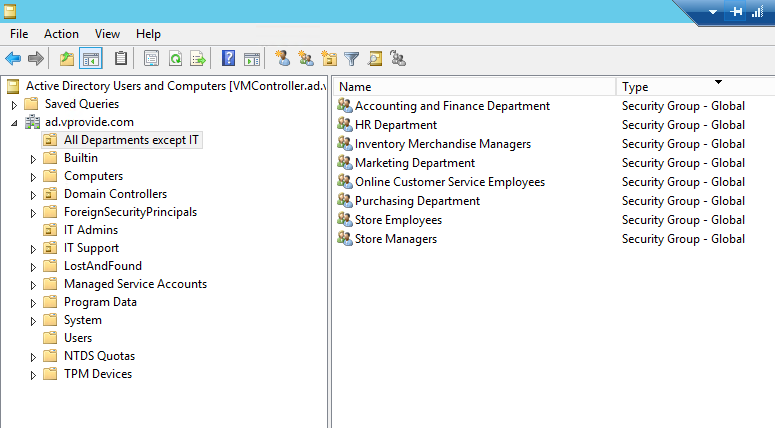 File Action View Help
Active Directory Users and Computers [VMController.ad.v
Saved Queries
ad.vprovide.com
All Departments except IT
Builtin
Computers
Domain Controllers
ForeignSecurityPrincipals
IT Admins
IT Support
LostAndFound
Managed Service Accounts
Program Data
System
Users
NTDS Quotas
TPM Devices
Name Type
Accounting and Finance Department Security Group - Global
HR Department Security Group - Global
Inventory Merchandise Managers Security Group - Global
Marketing Department Security Group - Global
Online Customer Service Employees Security Group - Global
Purchasing Department Security Group - Global
Store Employees Security Group - Global
Store Managers Security Group - Global